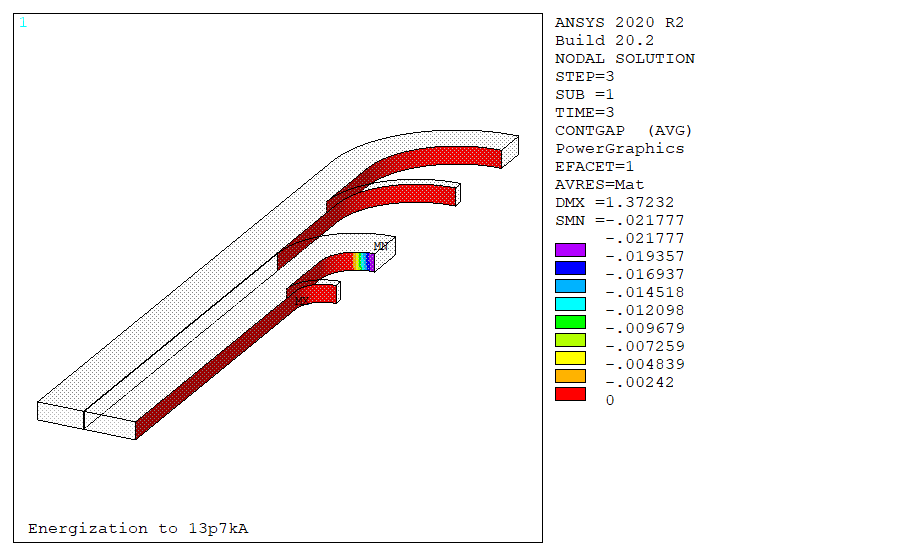 1
ANSYS 2020 R2
Build 20.2
NODAL SOLUTION
STEP=3
SUB =1
TIME=3
CONTGAP (AVG)
PowerGraphics
EFACET=1
AVRES=Mat
DMX =1.37232
SMN =-.021777
-.021777
-.019357
-.016937
-.014518
-.012098
-.009679
-.007259
-.004839
-.00242
0
MN
MX
Energization to 13p7kA